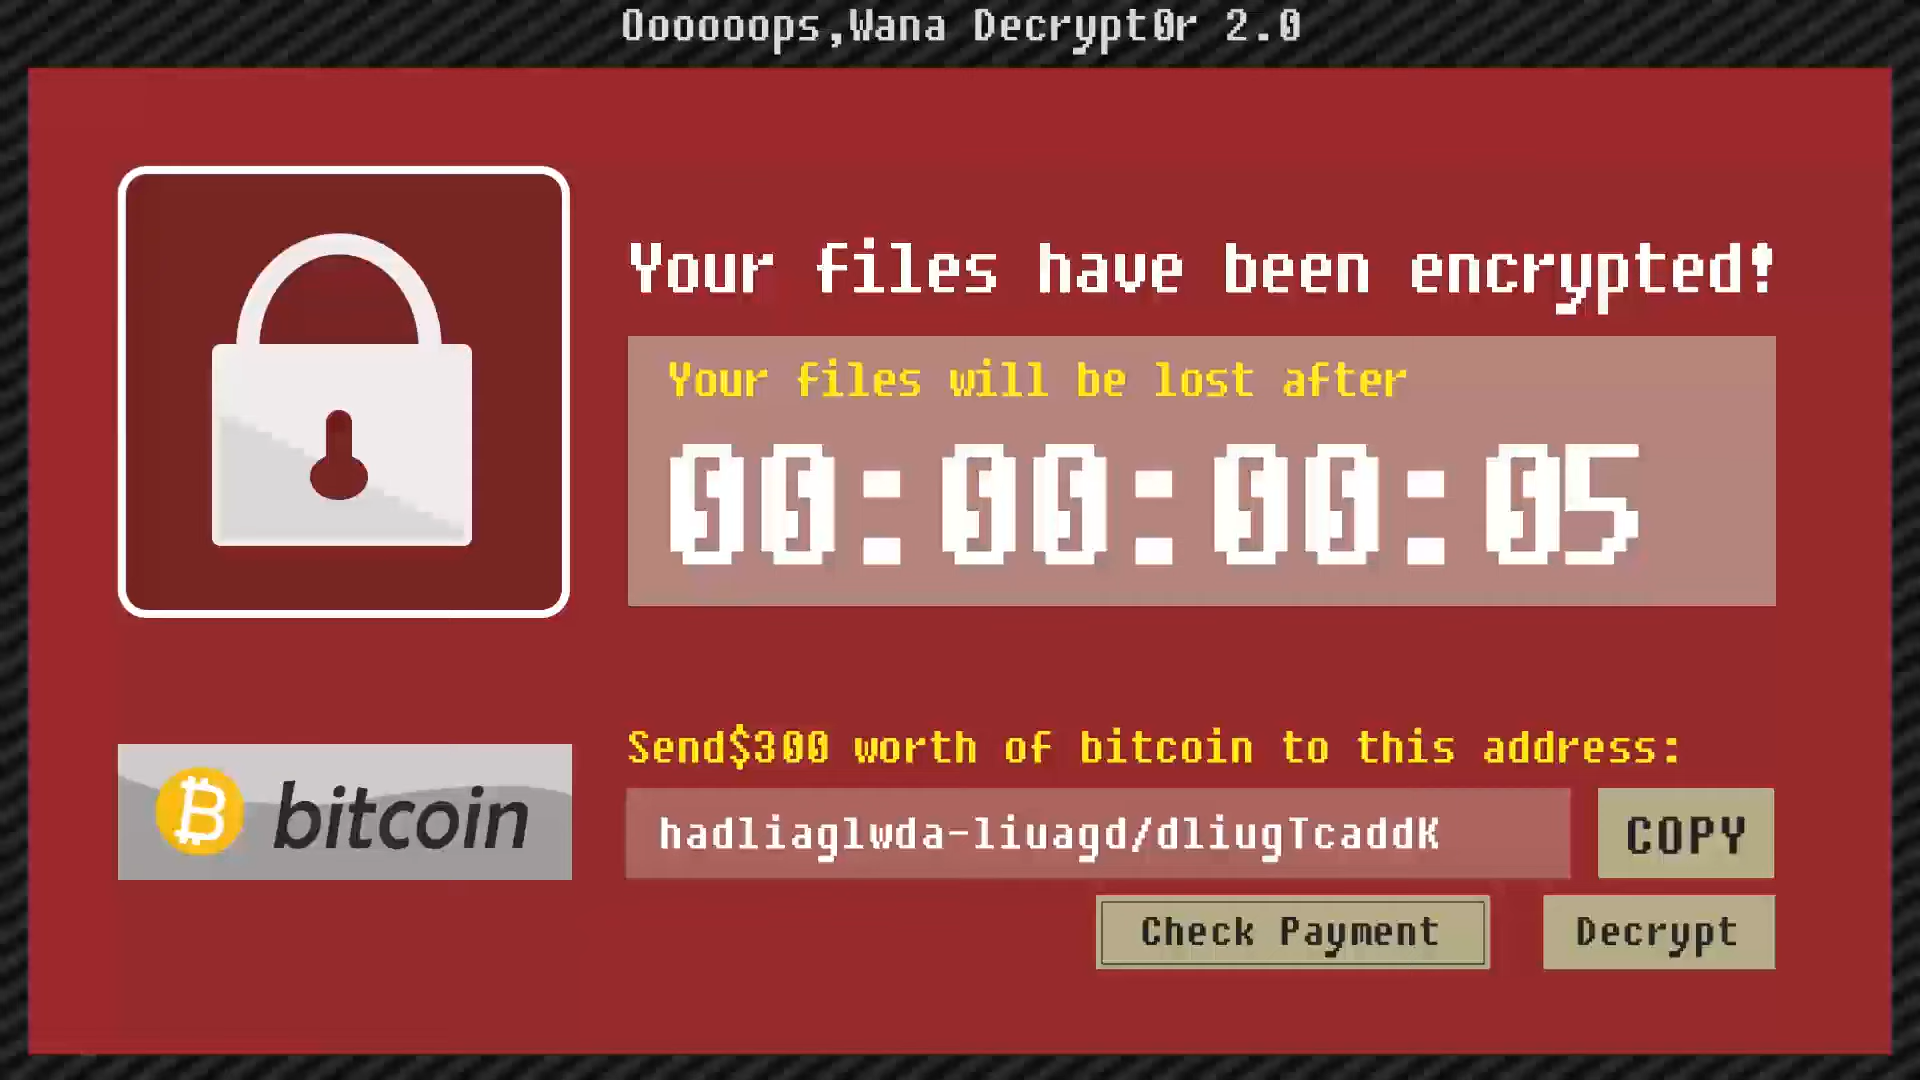 Oooooops,Wana Decrypt0r 2.0
Your files have been encrypted!
Your files will be lost after
00:00:00:05
Send$300 worth of bitcoin to this address:
bitcoin
hadliaglwda-liuagd/dliugTcaddK
COPY
Check Payment
Decrypt